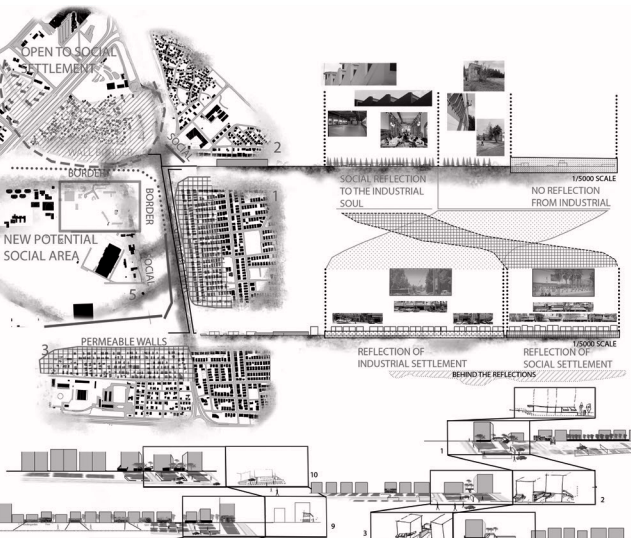 OPEN TO SOCIAL
SETTLEMENT
SOCIAL
2
BORDER
BORDER
1
NEW POTENTIAL
SOCIAL AREA
SOCIAL
5
3
PERMEABLE WALLS
1/5000 SCALE
SOCIAL REFLECTION
TO THE INDUSTRIAL
SOUL
NO REFLECTION
FROM INDUSTRIAL
1/5000 SCALE
REFLECTION OF
INDUSTRIAL SETTLEMENT
REFLECTION OF
SOCIAL SETTLEMENT
BEHIND THE REFLECTIONS
1
10
2
9
3